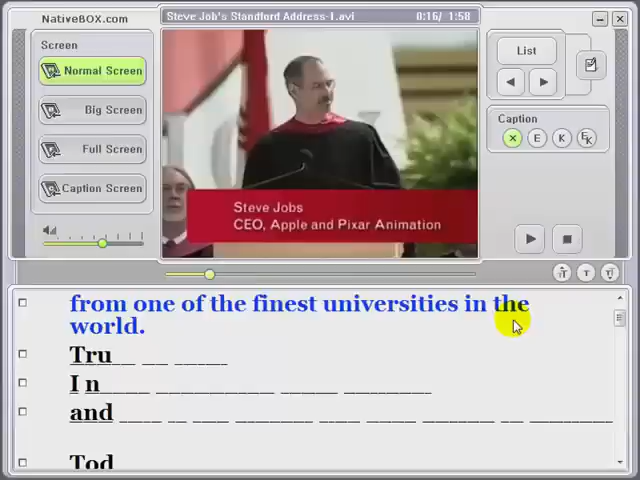 NativeBOX.com
Steve Job's Standford Address-I.avi
0:16/ 1:58
Screen
Normal Screen
Big Screen
Full Screen
Caption Screen
Steve Jobs
CEO, Apple and Pixar Animation
List
Caption
X E K EK
T T T
from one of the finest universities in the
world.
Tru
I n
and
Tod